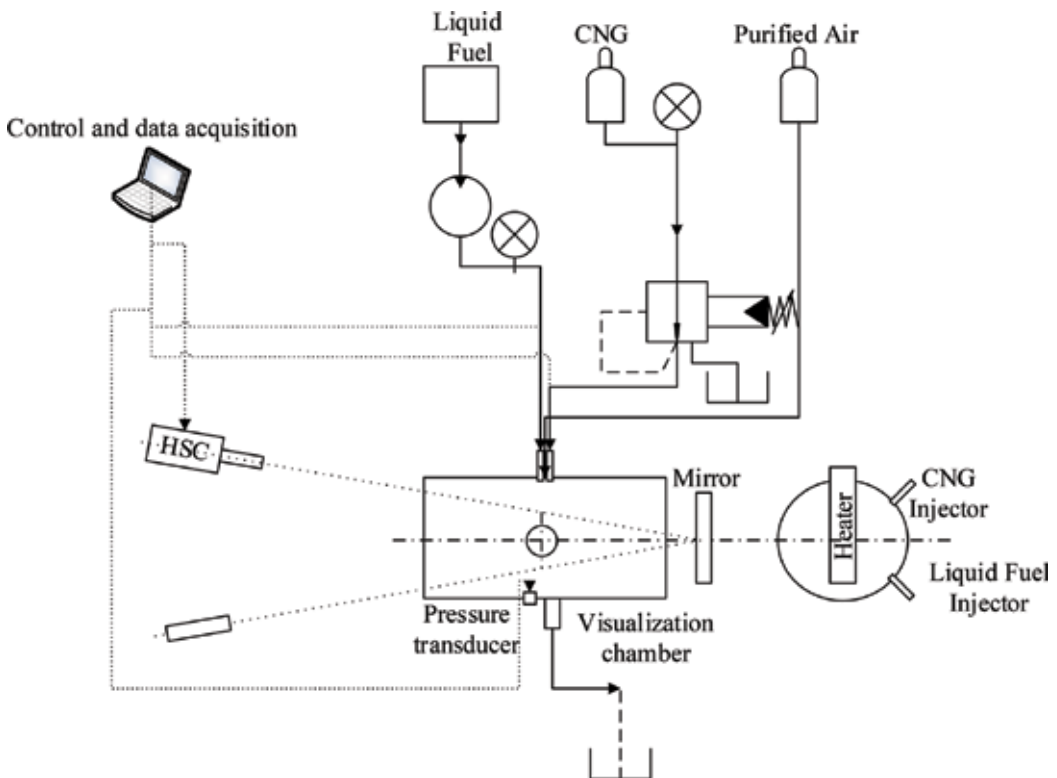 Liquid
Fuel
CNG
Purified Air
Control and data acquisition
HSC
Mirror
CNG
Injector
Heater
Liquid Fuel
Injector
Pressure
transducer
Visualization
chamber